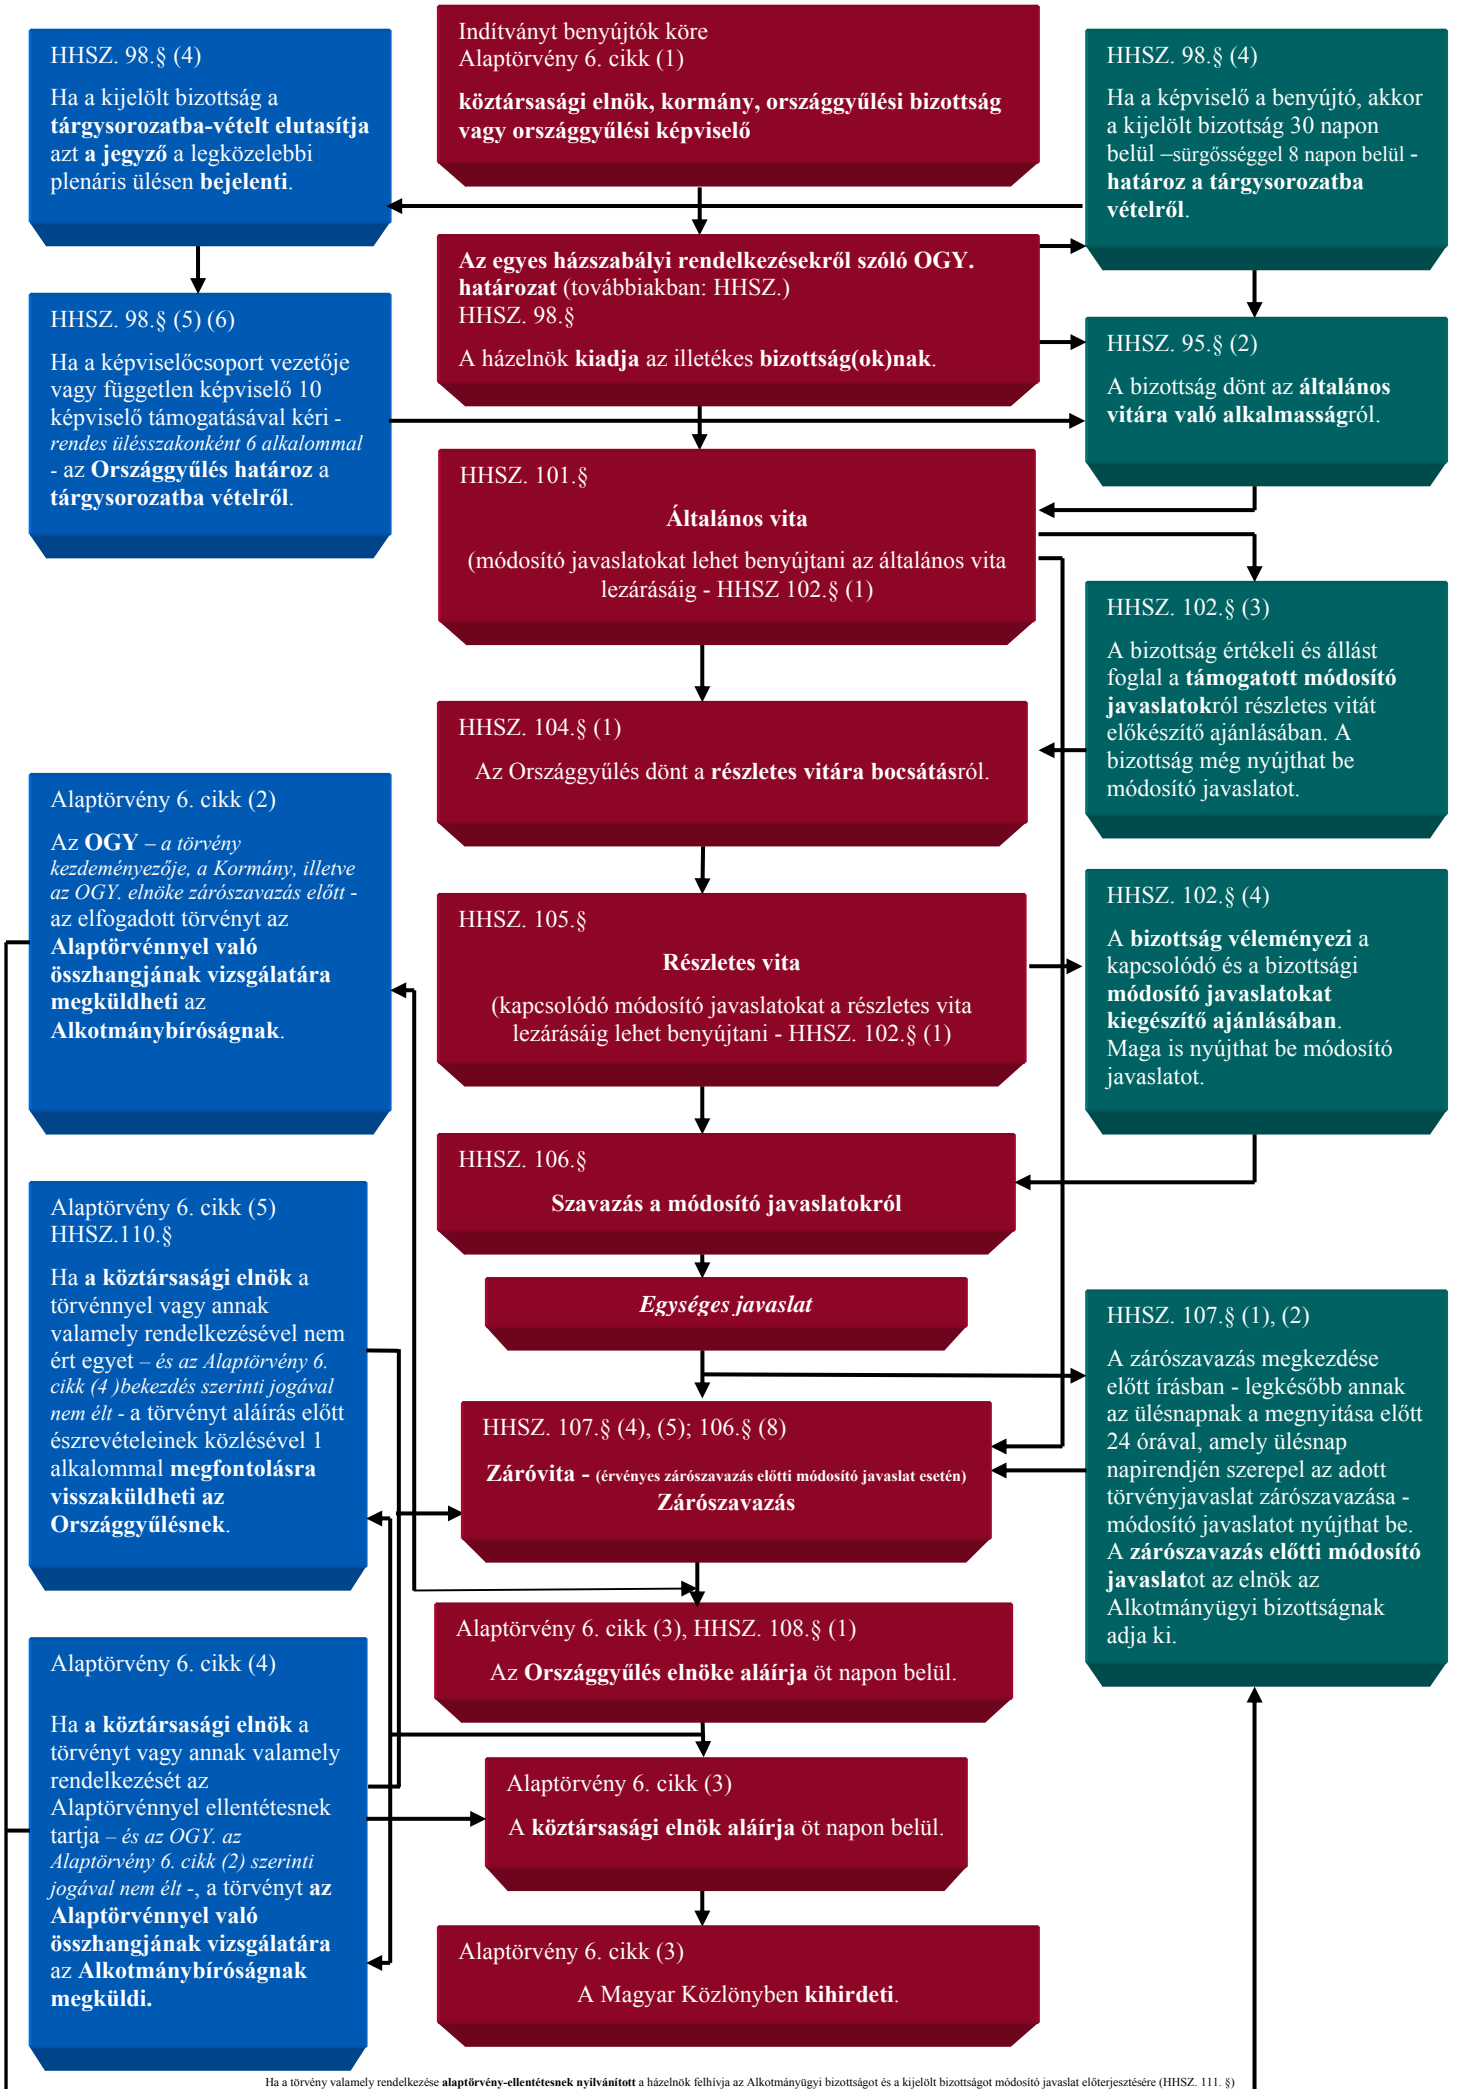 Indítványt benyújtók köre
Alaptörvény 6. cikk (1)
köztársasági elnök, kormány, országgyűlési bizottság
vagy országgyűlési képviselő
HHSZ. 98.§ (4)
Ha a kijelölt bizottság a
tárgysorozatba-vételt elutasítja
azt a jegyző a legközelebbi
plenáris ülésen bejelenti.
HHSZ. 98.§ (4)
Ha a képviselő a benyújtó, akkor
a kijelölt bizottság 30 napon
belül –sürgősséggel 8 napon belül -
határoz a tárgysorozatba
vételről.
Az egyes házszabályi rendelkezésekről szóló OGY.
határozat (továbbiakban: HHSZ.)
HHSZ. 98.§
A házelnök kiadja az illetékes bizottság(ok)nak.
HHSZ. 98.§ (5) (6)
Ha a képviselőcsoport vezetője
vagy független képviselő 10
képviselő támogatásával kéri -
rendes ülésszakonként 6 alkalommal
- az Országgyűlés határoz a
tárgysorozatba vételről.
HHSZ. 95.§ (2)
A bizottság dönt az általános
vitára való alkalmasságról.
HHSZ. 101.§
Általános vita
(módosító javaslatokat lehet benyújtani az általános vita
lezárásáig - HHSZ 102.§ (1)
HHSZ. 102.§ (3)
A bizottság értékeli és állást
foglal a támogatott módosító
javaslatokról részletes vitát
előkészítő ajánlásában. A
bizottság még nyújthat be
módosító javaslatot.
HHSZ. 104.§ (1)
Az Országgyűlés dönt a részletes vitára bocsátásról.
Alaptörvény 6. cikk (2)
Az OGY – a törvény
kezdeményezője, a Kormány, illetve
az OGY. elnöke zárószavazás előtt -
az elfogadott törvényt az
Alaptörvénnyel való
összhangjának vizsgálatára
megküldheti az
Alkotmánybíróságnak.
HHSZ. 105.§
Részletes vita
(kapcsolódó módosító javaslatokat a részletes vita
lezárásáig lehet benyújtani - HHSZ. 102.§ (1)
HHSZ. 102.§ (4)
A bizottság véleményezi a
kapcsolódó és a bizottsági
módosító javaslatokat
kiegészítő ajánlásában.
Maga is nyújthat be módosító
javaslatot.
HHSZ. 106.§
Szavazás a módosító javaslatokról
Egységes javaslat
Alaptörvény 6. cikk (5)
HHSZ.110.§
Ha a köztársasági elnök a
törvénnyel vagy annak
valamely rendelkezésével nem
ért egyet – és az Alaptörvény 6.
cikk (4 )bekezdés szerinti jogával
nem élt - a törvényt aláírás előtt
észrevételeinek közlésével 1
alkalommal megfontolásra
visszaküldheti az
Országgyűlésnek.
HHSZ. 107.§ (1), (2)
A zárószavazás megkezdése
előtt írásban - legkésőbb annak
az ülésnapnak a megnyitása előtt
24 órával, amely ülésnap
napirendjén szerepel az adott
törvényjavaslat zárószavazása -
módosító javaslatot nyújthat be.
A zárószavazás előtti módosító
javaslatot az elnök az
Alkotmányügyi bizottságnak
adja ki.
HHSZ. 107.§ (4), (5); 106.§ (8)
Záróvita - (érvényes zárószavazás előtti módosító javaslat esetén)
Zárószavazás
Alaptörvény 6. cikk (3), HHSZ. 108.§ (1)
Az Országgyűlés elnöke aláírja öt napon belül.
Alaptörvény 6. cikk (4)
Ha a köztársasági elnök a
törvényt vagy annak valamely
rendelkezését az
Alaptörvénnyel ellentétesnek
tartja – és az OGY. az
Alaptörvény 6. cikk (2) szerinti
jogával nem élt -, a törvényt az
Alaptörvénnyel való
összhangjának vizsgálatára
az Alkotmánybíróságnak
megküldi.
Alaptörvény 6. cikk (3)
A köztársasági elnök aláírja öt napon belül.
Alaptörvény 6. cikk (3)
A Magyar Közlönyben kihirdeti.
Ha a törvény valamely rendelkezése alaptörvény-ellentétesnek nyilvánított a házelnök felhívja az Alkotmányügyi bizottságot és a kijelölt bizottságot módosító javaslat előterjesztésére (HHSZ. 111. §)